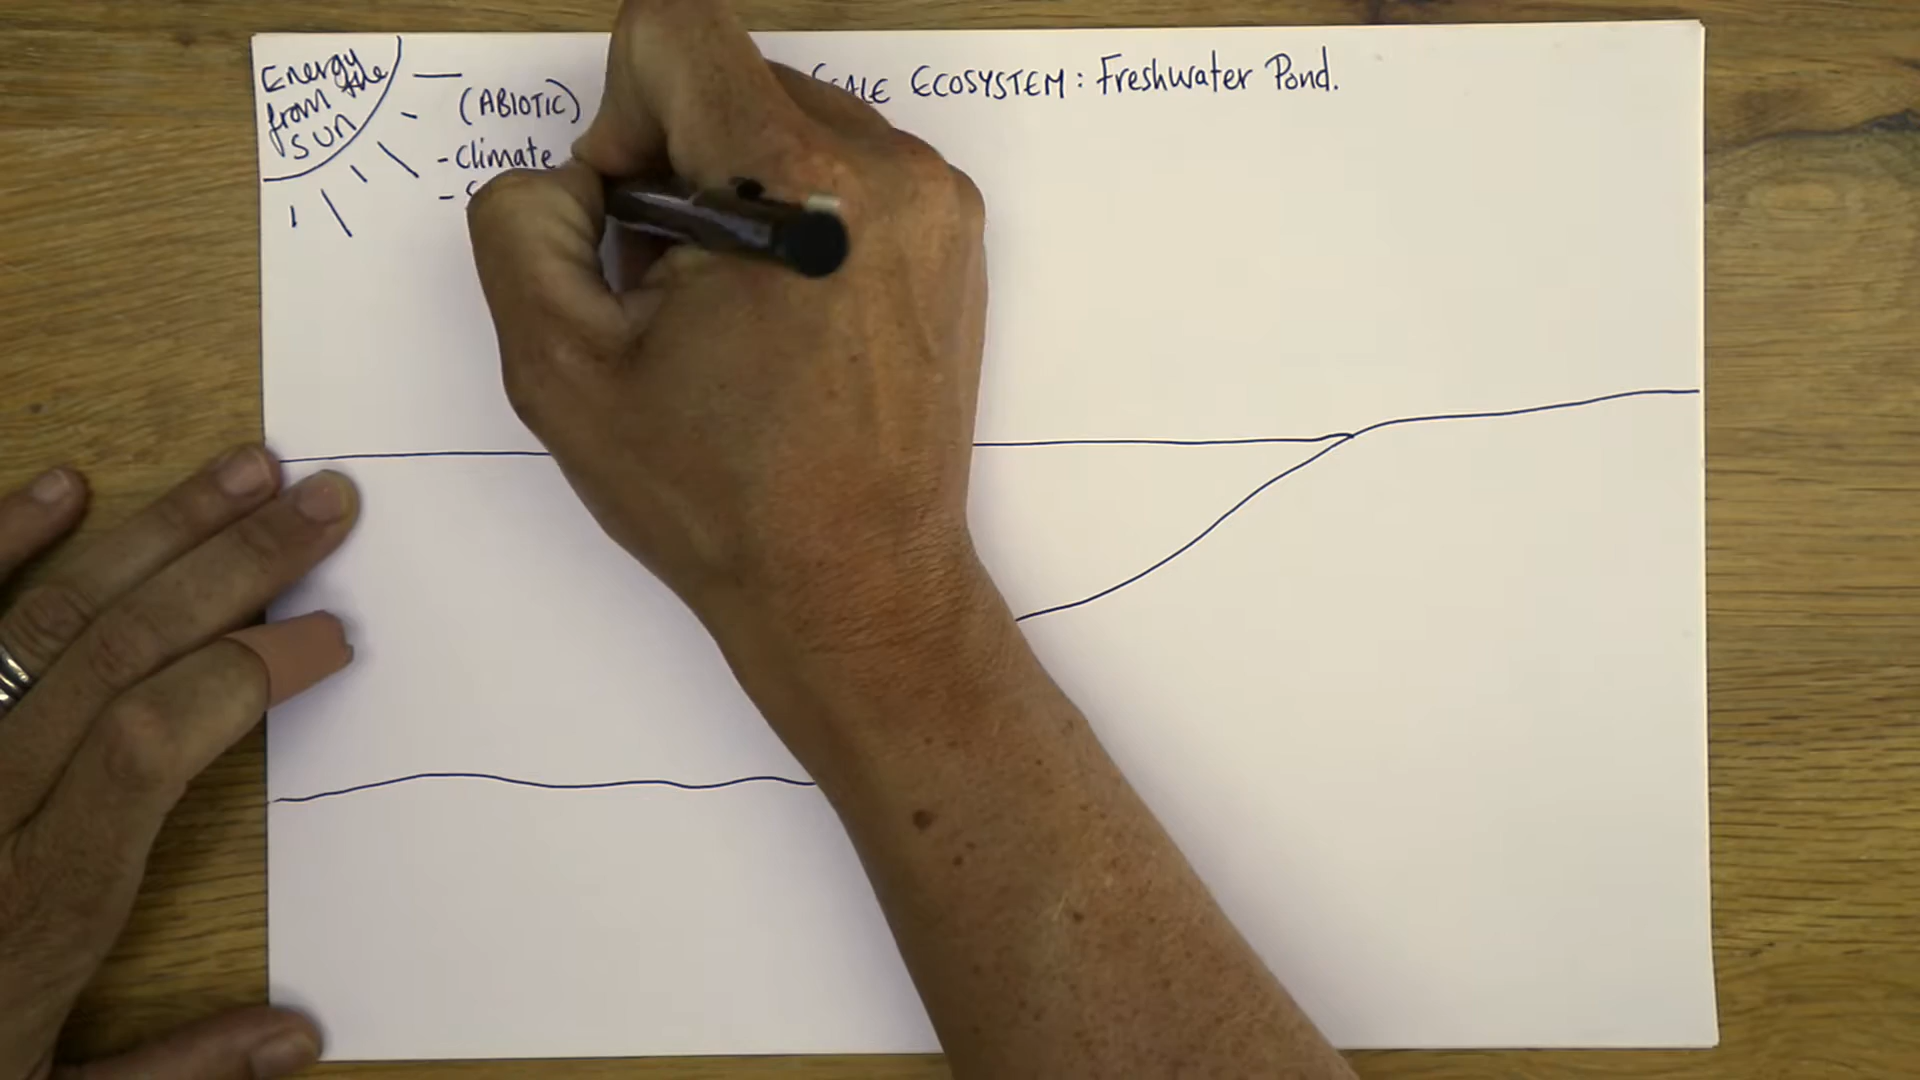 Energy
from the
SUN
(ABIOTIC)
- Climate
-
ECOSYSTEM: Freshwater Pond.